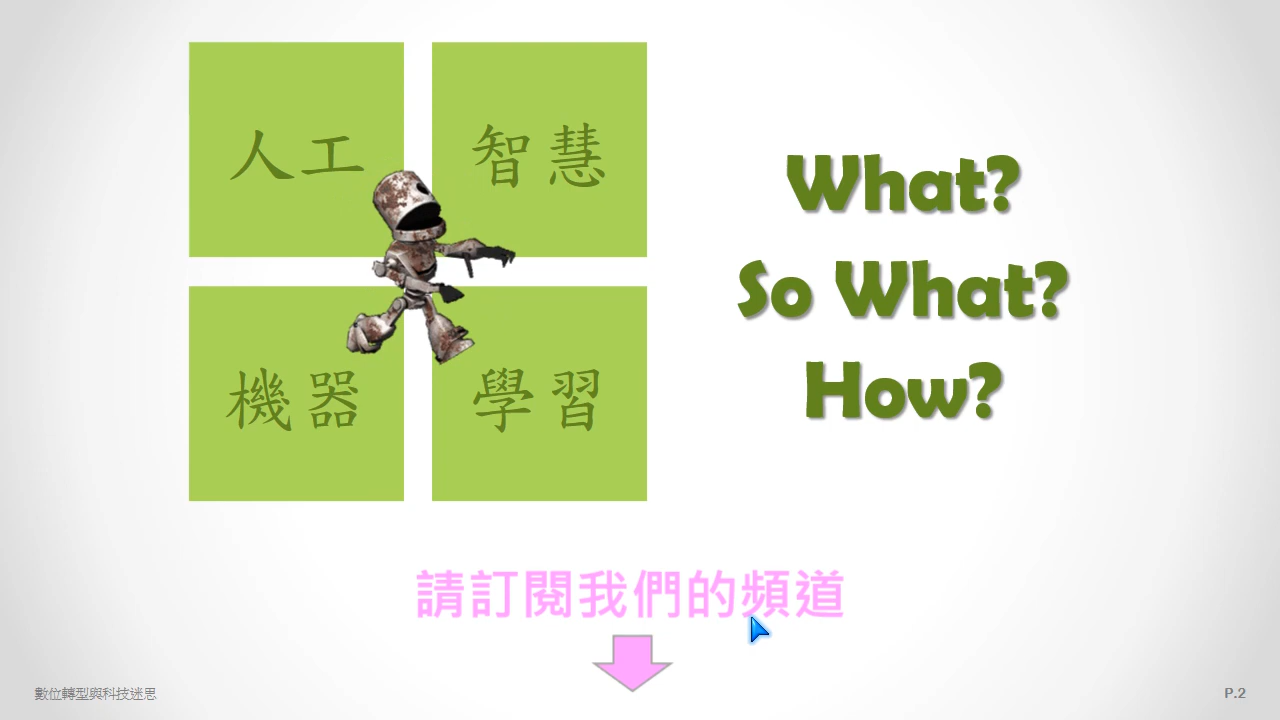 人工
智慧
機器
學習
What?
So What?
How?
請訂閱我們的頻道
數位轉型與科技迷思
P.2